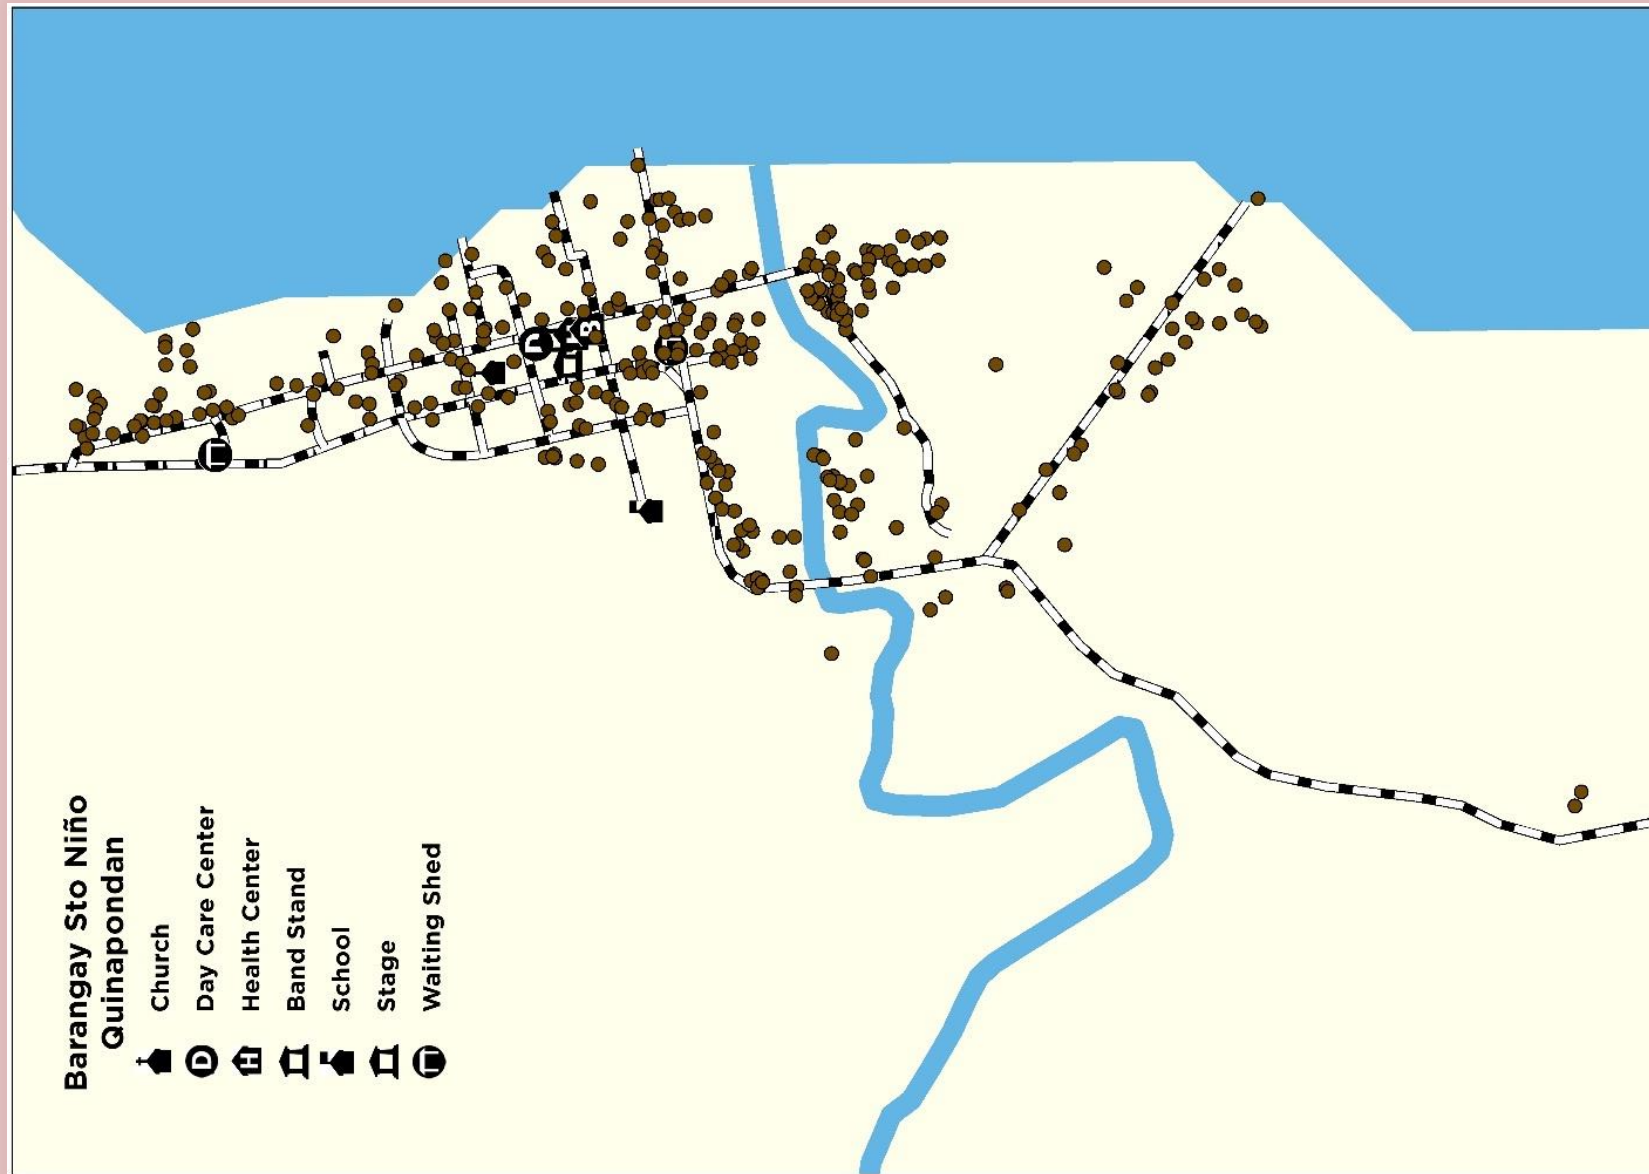 Barangay Sto Niño
Quinapondan
Church
D Day Care Center
H Health Center
Band Stand
School
Stage
Waiting Shed
B